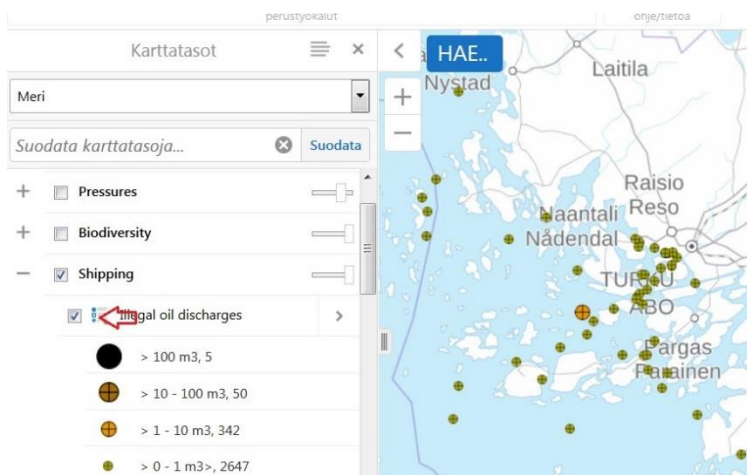 perustyökalut
ohje/tietoa
Karttatasot
Meri
Suodata karttatasoja...
Suodata
Pressures
Biodiversity
Shipping
Illegal oil discharges
> 100 m3, 5
> 10 - 100 m3, 50
> 1 - 10 m3, 342
> 0 - 1 m3>, 2647
HAE..
Nystad
Laitila
Raisio
Reso
Naantali
Nådendal
TURKU
ÅBO
Pargas
Parainen